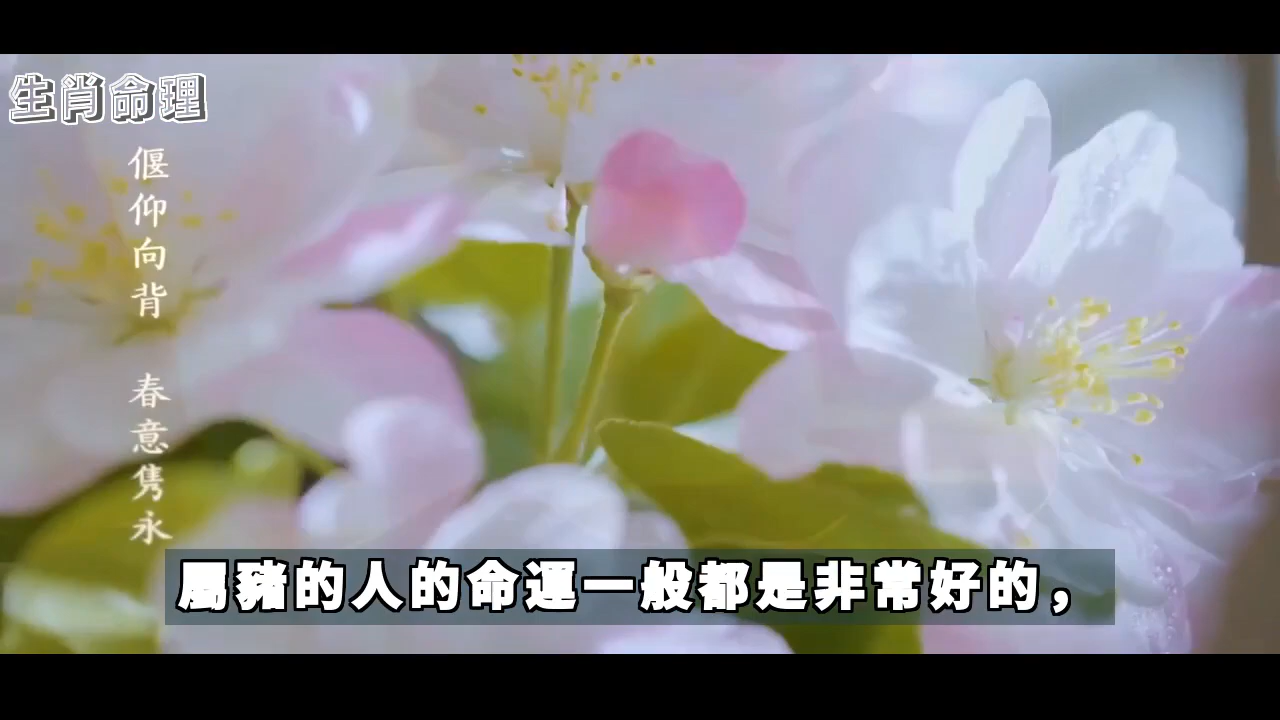 生肖命理
偃仰向背
春意隽永
屬豬的人的命運一般都是非常好的，